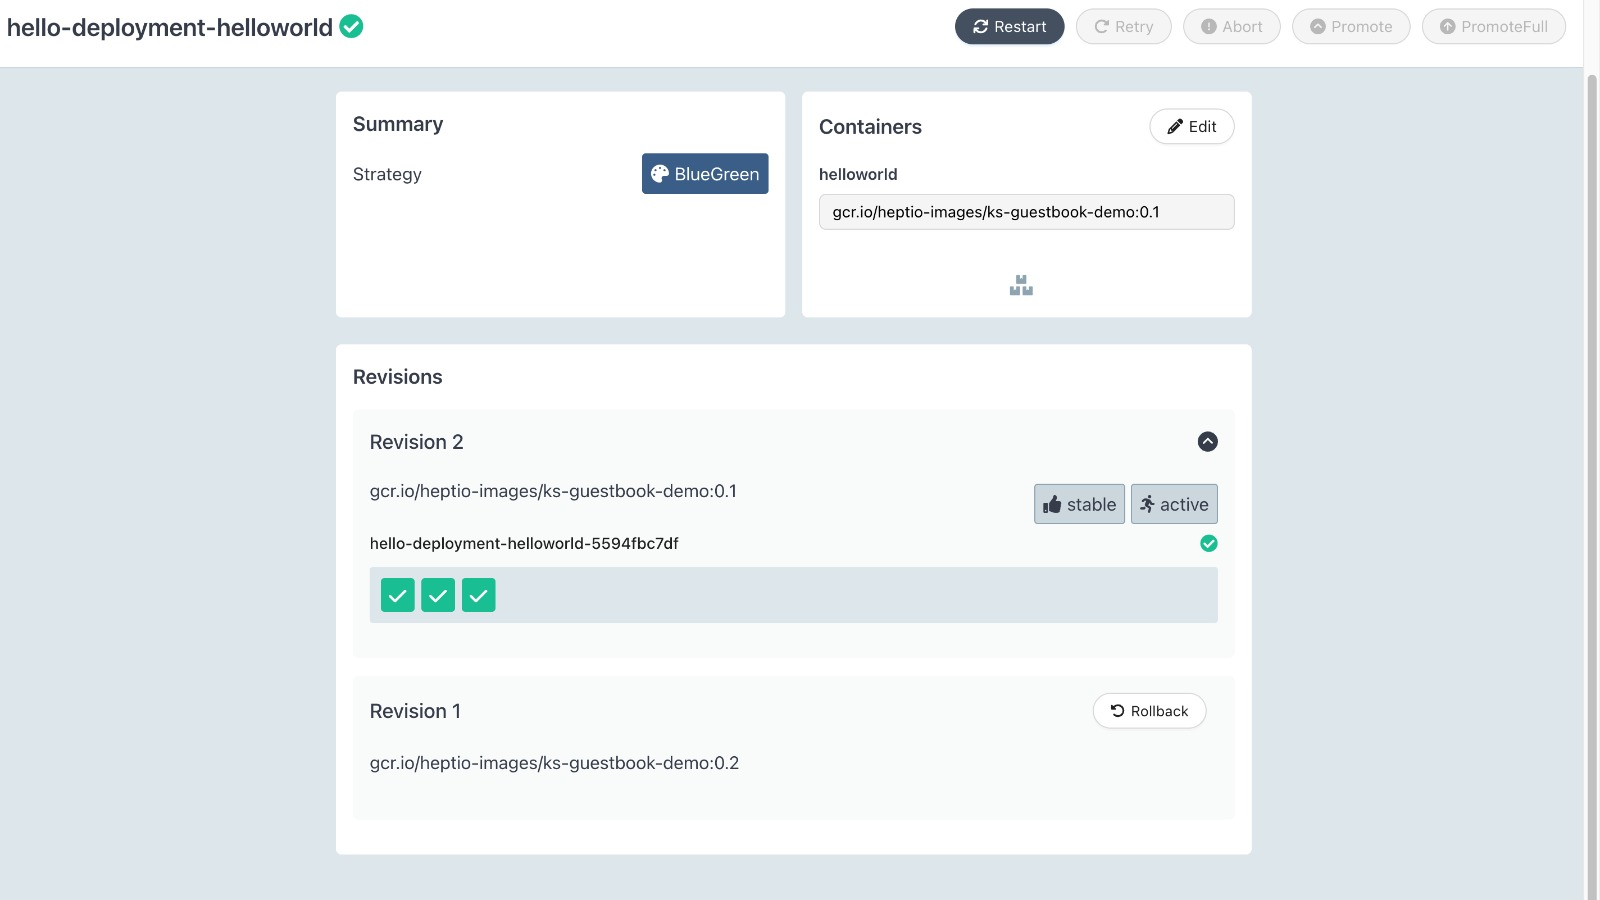 hello-deployment-helloworld
Restart
Retry
Abort
Promote
PromoteFull
Summary
Strategy
BlueGreen
Containers
Edit
helloworld
gcr.io/heptio-images/ks-guestbook-demo:0.1
Revisions
Revision 2
gcr.io/heptio-images/ks-guestbook-demo:0.1
stable
active
hello-deployment-helloworld-5594fbc7df
Revision 1
Rollback
gcr.io/heptio-images/ks-guestbook-demo:0.2